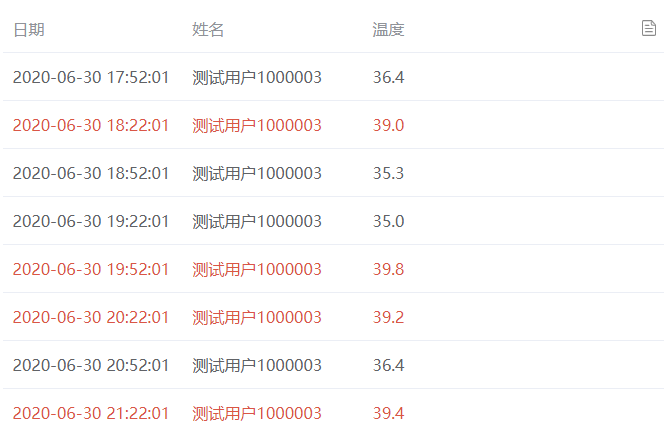 日期 姓名 温度
2020-06-30 17:52:01 测试用户1000003 36.4
2020-06-30 18:22:01 测试用户1000003 39.0
2020-06-30 18:52:01 测试用户1000003 35.3
2020-06-30 19:22:01 测试用户1000003 35.0
2020-06-30 19:52:01 测试用户1000003 39.8
2020-06-30 20:22:01 测试用户1000003 39.2
2020-06-30 20:52:01 测试用户1000003 36.4
2020-06-30 21:22:01 测试用户1000003 39.4